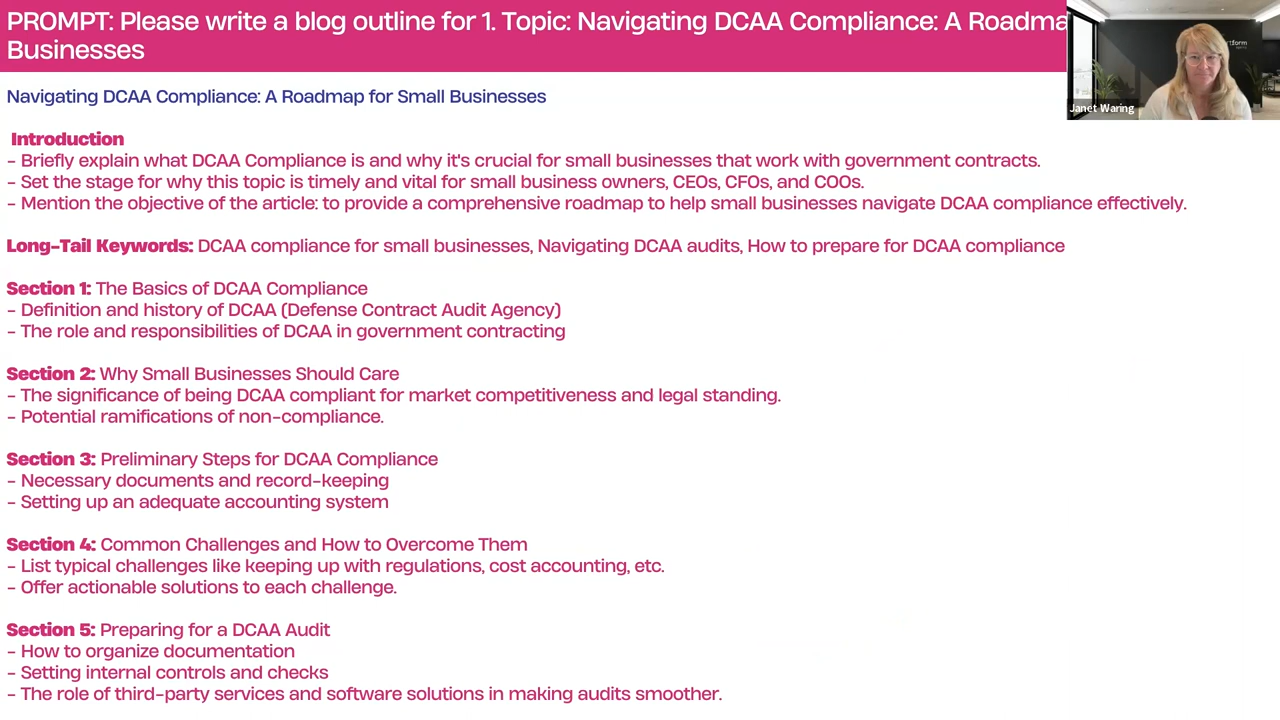 PROMPT: Please write a blog outline for 1. Topic: Navigating DCAA Compliance: A
Businesses
Navigating DCAA Compliance: A Roadmap for Small Businesses
Janet Waring
Introduction
- Briefly explain what DCAA Compliance is and why it's crucial for small businesses that work with government contracts.
- Set the stage for why this topic is timely and vital for small business owners, CEOs, CFOs, and COOs.
- Mention the objective of the article: to provide a comprehensive roadmap to help small businesses navigate DCAA compliance effectively.
Long-Tail Keywords: DCAA compliance for small businesses, Navigating DCAA audits, How to prepare for DCAA compliance
Section 1: The Basics of DCAA Compliance
- Definition and history of DCAA (Defense Contract Audit Agency)
- The role and responsibilities of DCAA in government contracting
Section 2: Why Small Businesses Should Care
- The significance of being DCAA compliant for market competitiveness and legal standing.
- Potential ramifications of non-compliance.
Section 3: Preliminary Steps for DCAA Compliance
- Necessary documents and record-keeping
- Setting up an adequate accounting system
Section 4: Common Challenges and How to Overcome Them
- List typical challenges like keeping up with regulations, cost accounting, etc.
- Offer actionable solutions to each challenge.
Section 5: Preparing for a DCAA Audit
- How to organize documentation
- Setting internal controls and checks
- The role of third-party services and software solutions in making audits smoother.